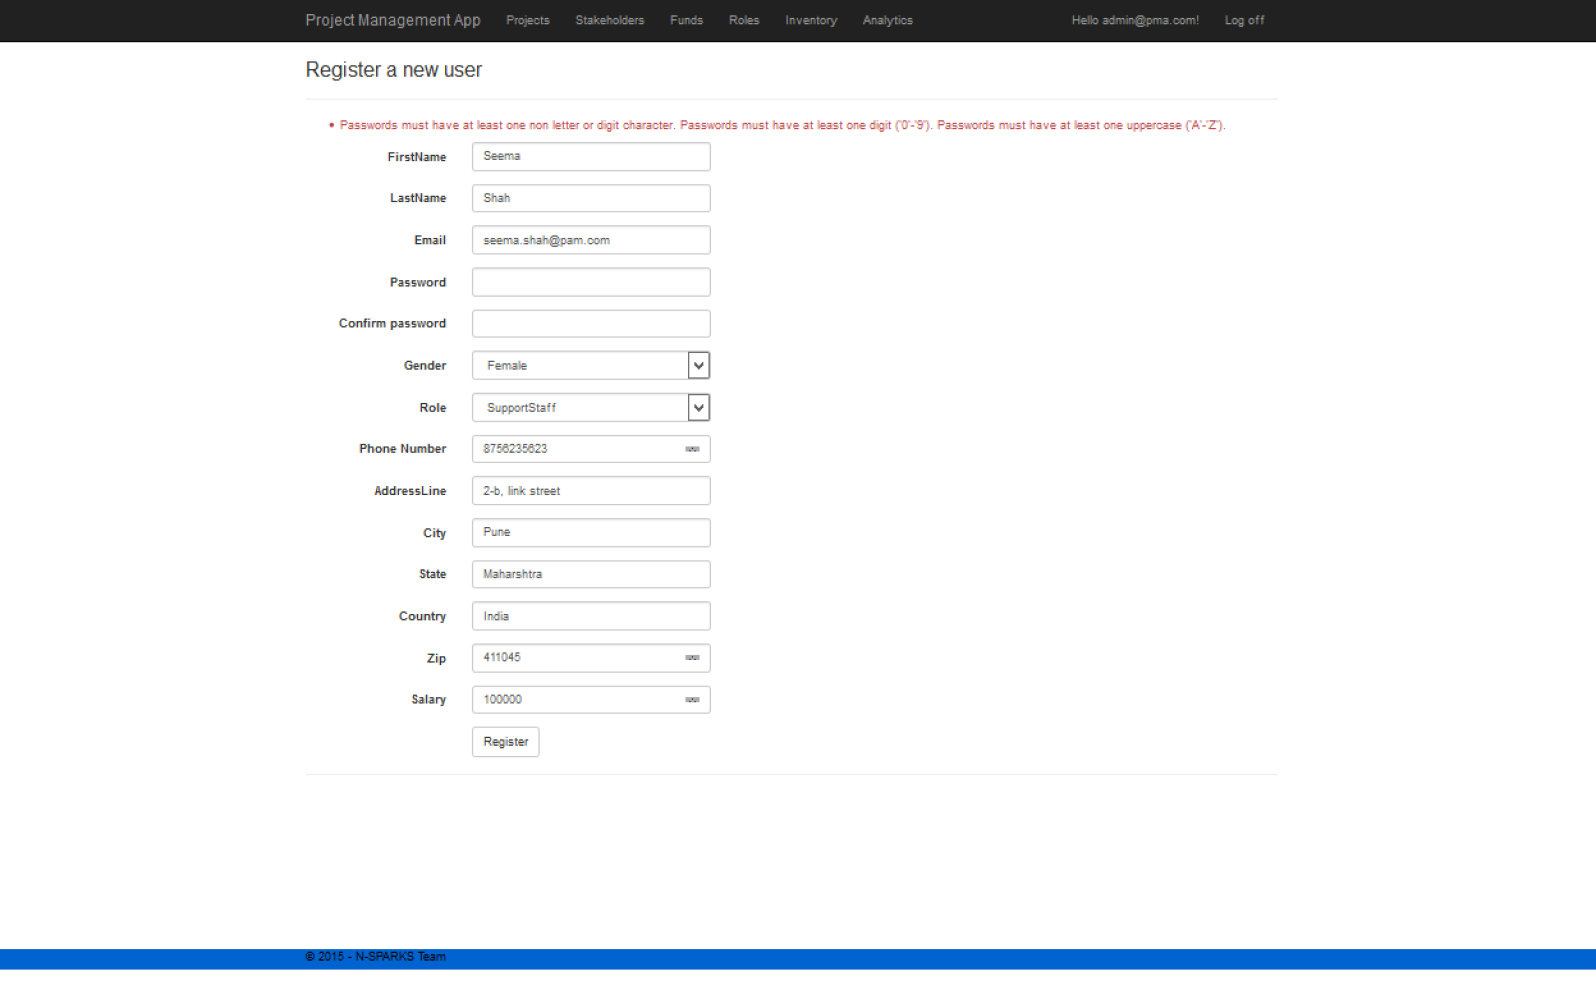 Project Management App Projects Stakeholders Funds Roles Inventory Analytics Hello admin@pma.com! Log off
Register a new user
• Passwords must have at least one non letter or digit character. Passwords must have at least one digit ('0'-'9'). Passwords must have at least one uppercase ('A'-'Z').
FirstName Seema
LastName Shah
Email seema.shah@pam.com
Password
Confirm password
Gender Female
Role SupportStaff
Phone Number 8756235623
AddressLine 2-b, link street
City Pune
State Maharshtra
Country India
Zip 411045
Salary 100000
Register
© 2015 - N-SPARKS Team